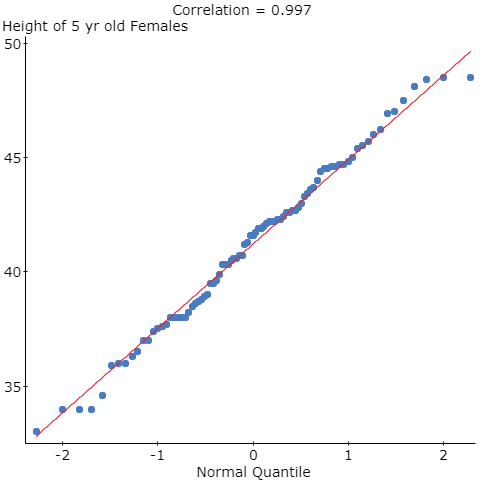 Correlation = 0.997
Height of 5 yr old Females
50
45
40
35
-2 -1 0 1 2
Normal Quantile